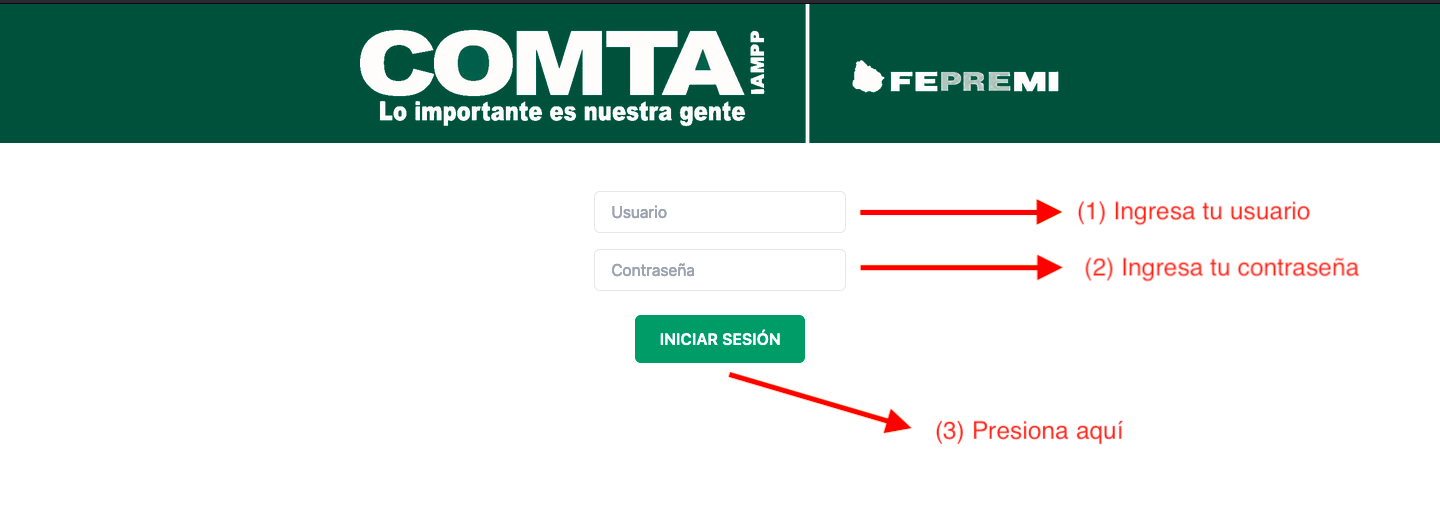 COMTA
IAMPP
Lo importante es nuestra gente
FEPREMI
Usuario
(1) Ingresa tu usuario
Contraseña
(2) Ingresa tu contraseña
INICIAR SESIÓN
(3) Presiona aquí